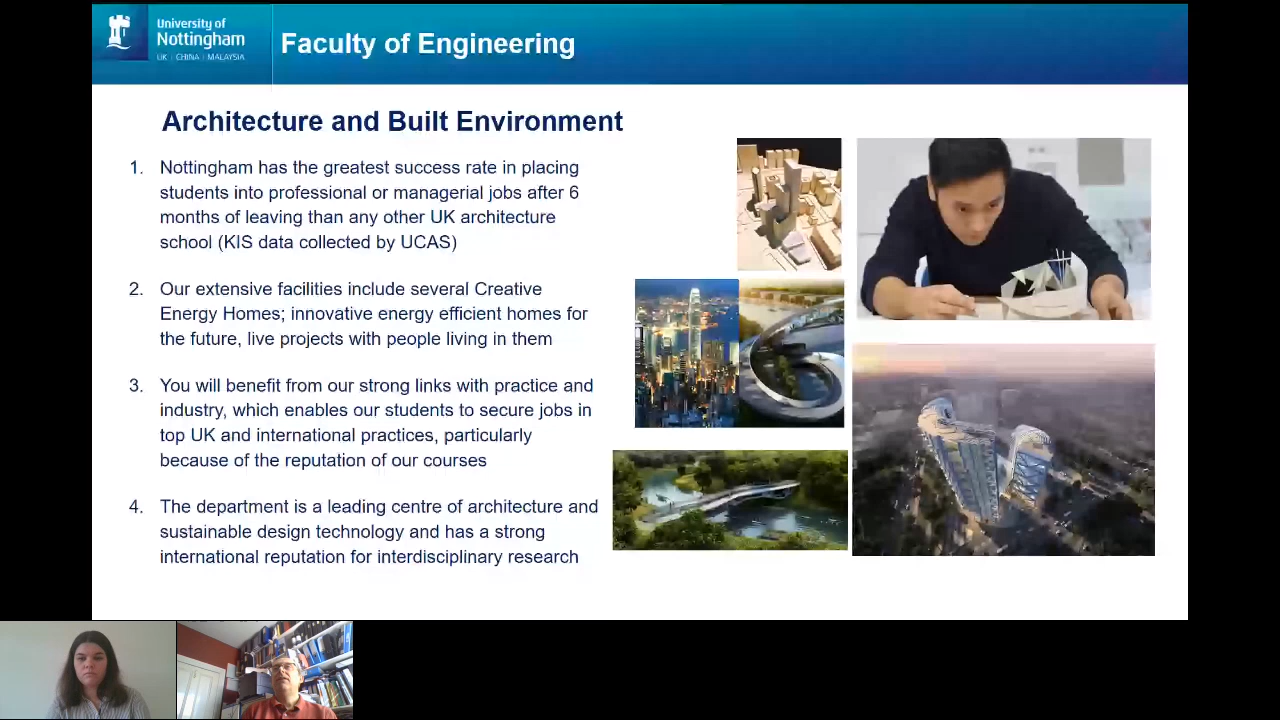 University of
Nottingham
UK | CHINA | MALAYSIA
Faculty of Engineering
Architecture and Built Environment
1. Nottingham has the greatest success rate in placing
students into professional or managerial jobs after 6
months of leaving than any other UK architecture
school (KIS data collected by UCAS)
2. Our extensive facilities include several Creative
Energy Homes; innovative energy efficient homes for
the future, live projects with people living in them
3. You will benefit from our strong links with practice and
industry, which enables our students to secure jobs in
top UK and international practices, particularly
because of the reputation of our courses
4. The department is a leading centre of architecture and
sustainable design technology and has a strong
international reputation for interdisciplinary research